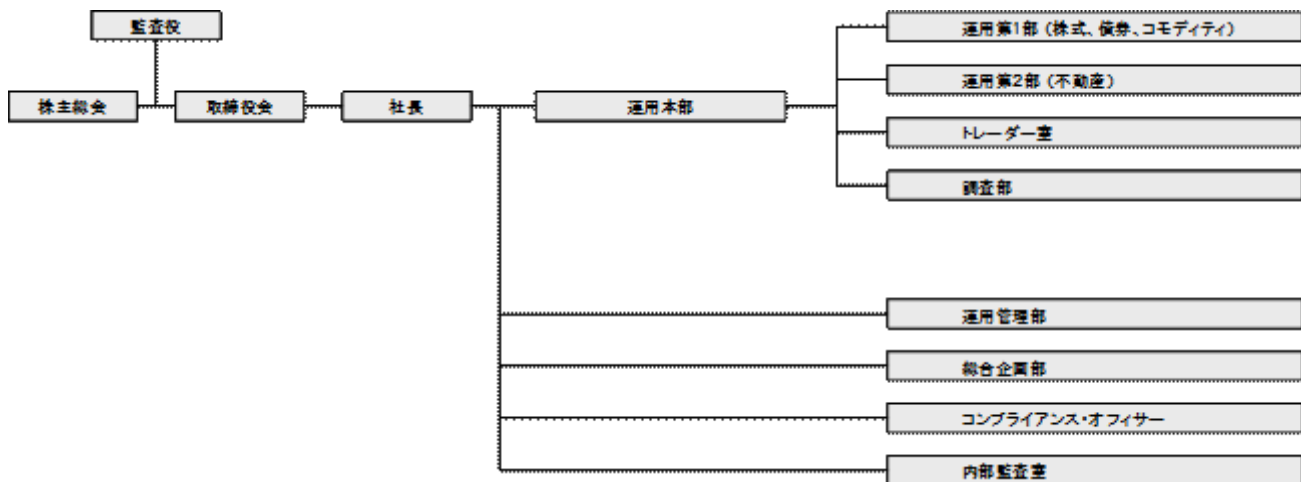 監査役
株主総会
取締役会
社長
運用本部
運用第1部（株式、債券、コモディティ）
運用第2部（不動産）
トレーダー室
調査部
運用管理部
総合企画部
コンプライアンス・オフィサー
内部監査室